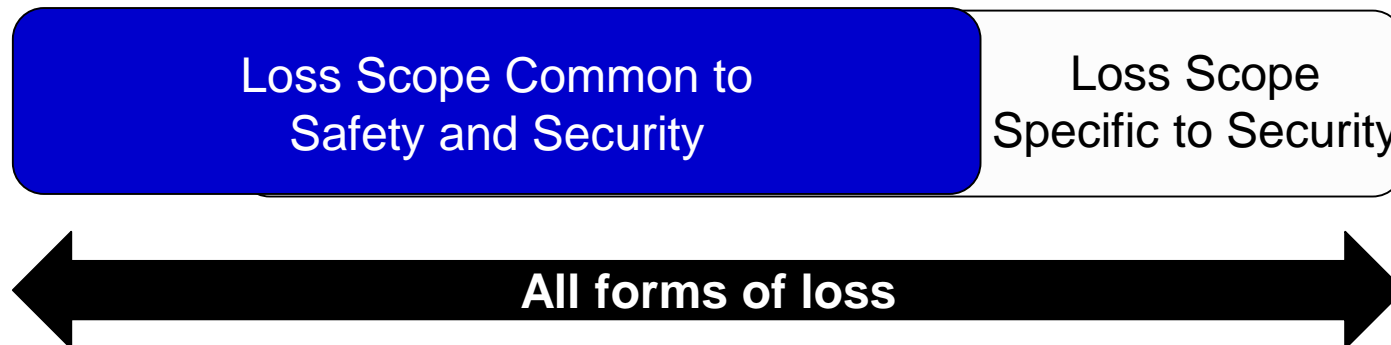 Loss Scope Common to
Safety and Security
Loss Scope
Specific to Security
All forms of loss